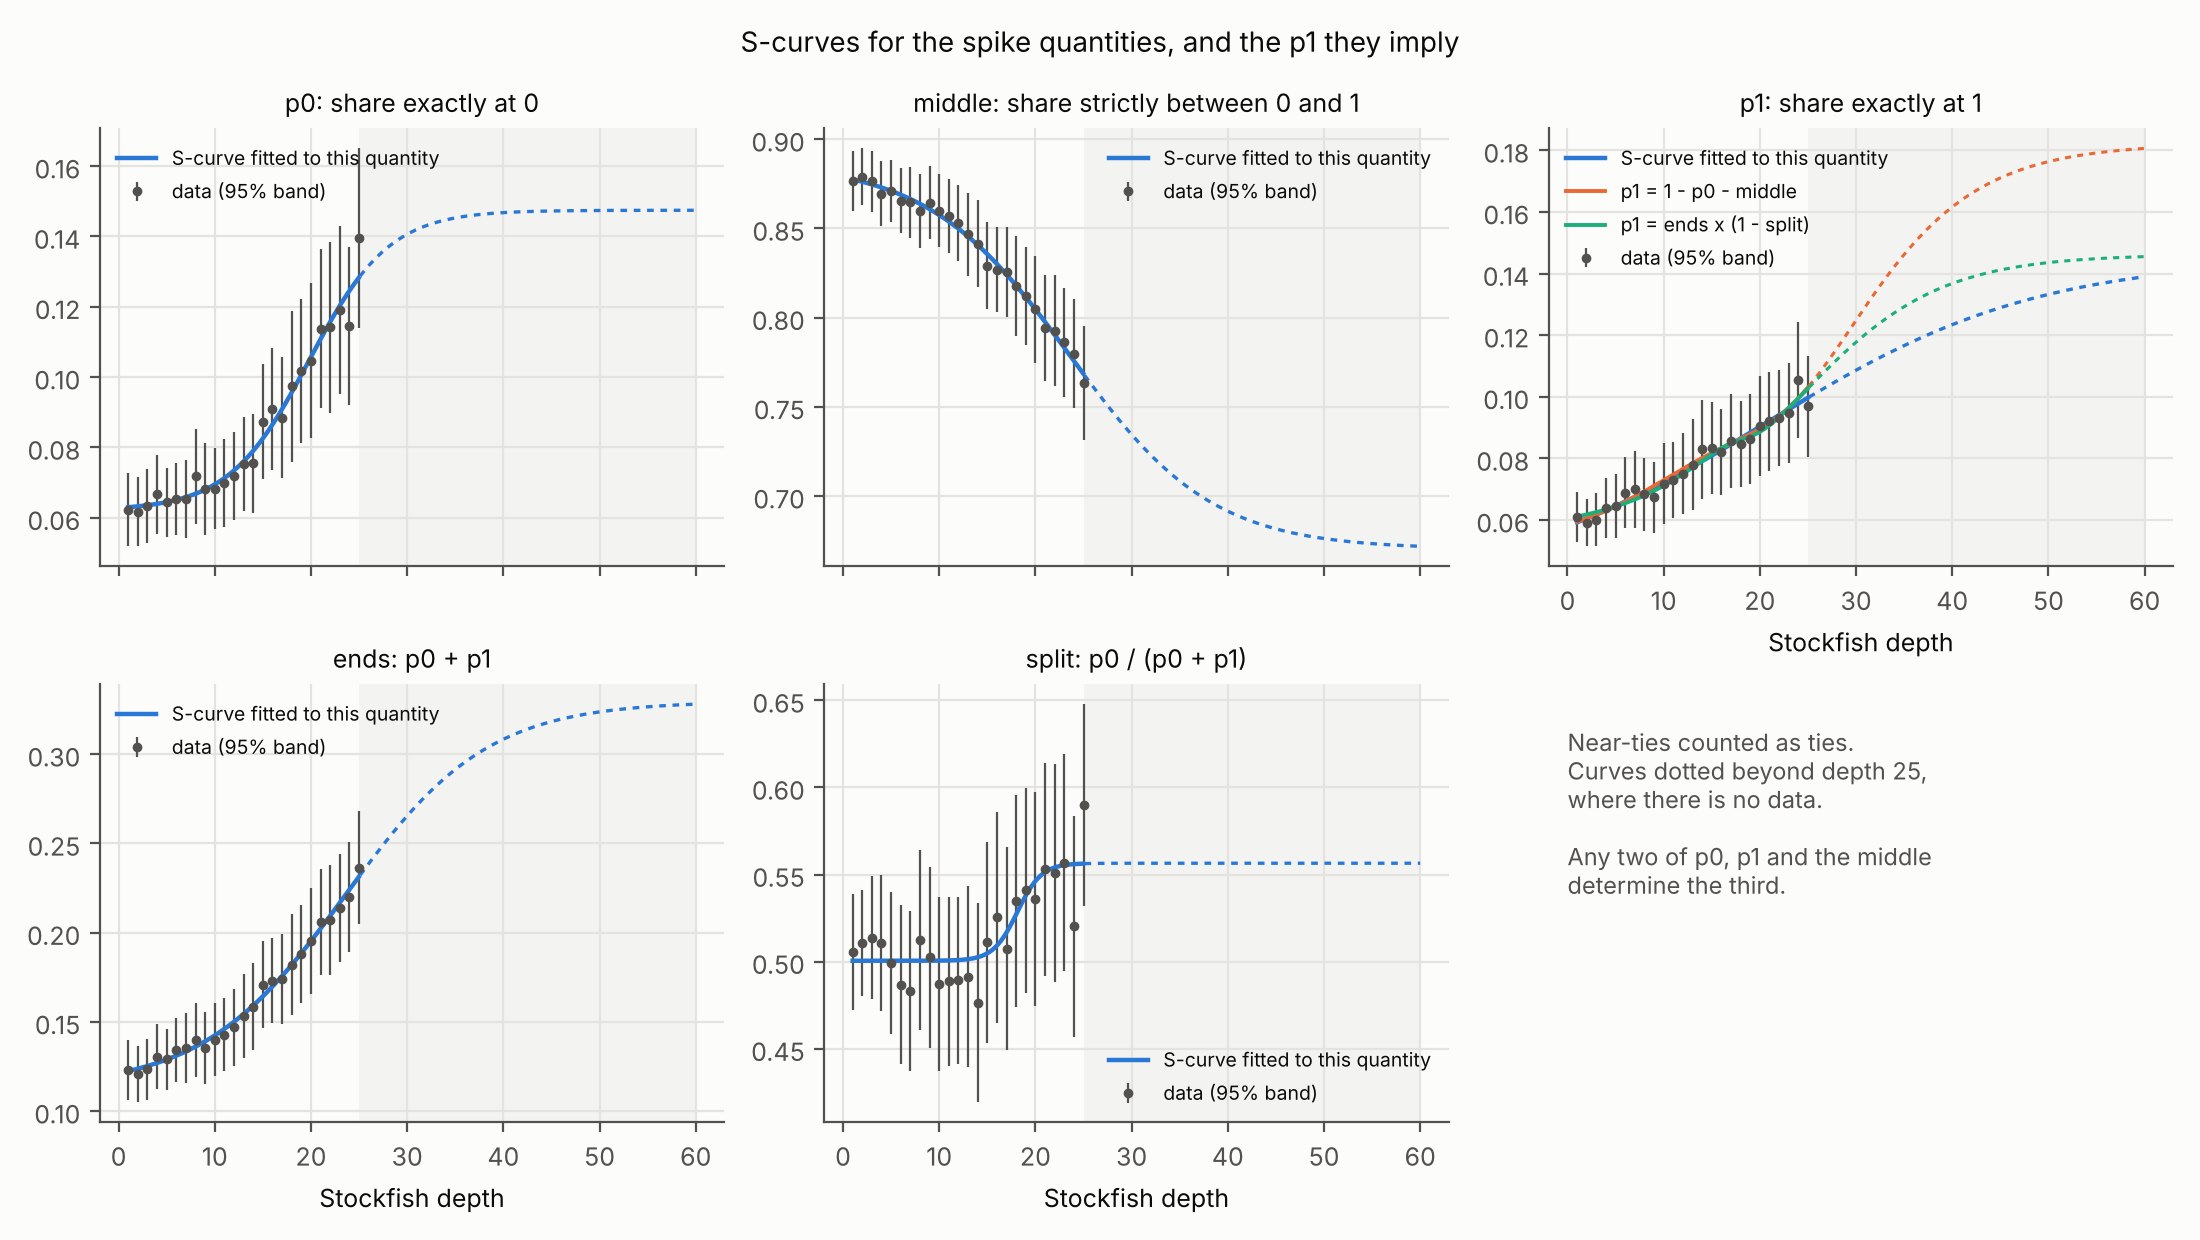 S-curves for the spike quantities, and the p1 they imply
p0: share exactly at 0
S-curve fitted to this quantity
data (95% band)
0.16
0.14
0.12
0.10
0.08
0.06
middle: share strictly between 0 and 1
S-curve fitted to this quantity
data (95% band)
0.90
0.85
0.80
0.75
0.70
p1: share exactly at 1
S-curve fitted to this quantity
p1 = 1 - p0 - middle
p1 = ends x (1 - split)
data (95% band)
0.18
0.16
0.14
0.12
0.10
0.08
0.06
0 10 20 30 40 50 60
Stockfish depth
ends: p0 + p1
S-curve fitted to this quantity
data (95% band)
0.30
0.25
0.20
0.15
0.10
0 10 20 30 40 50 60
Stockfish depth
split: p0 / (p0 + p1)
0.65
0.60
0.55
0.50
0.45
S-curve fitted to this quantity
data (95% band)
0 10 20 30 40 50 60
Stockfish depth
Near-ties counted as ties.
Curves dotted beyond depth 25,
where there is no data.
Any two of p0, p1 and the middle
determine the third.